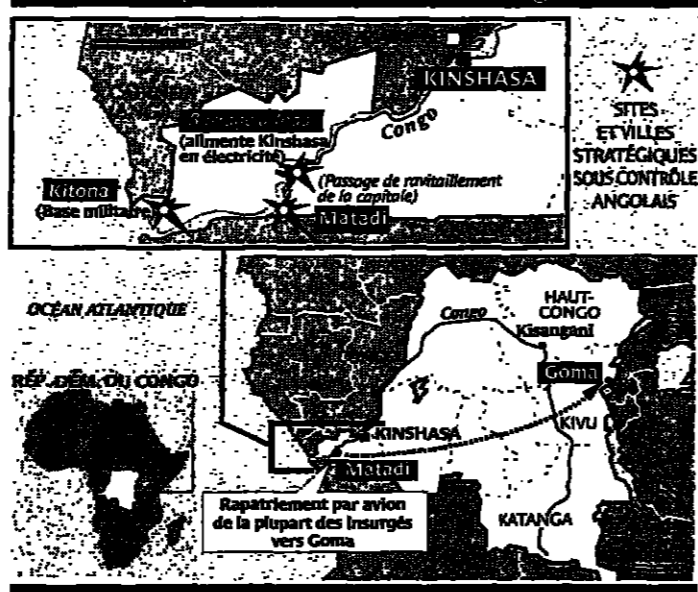 KINSHASA
Congo
(alimente Kinshasa
en électricité)
(Passage de ravitaillement
de la capitale)
Kitona
(Base militaire)
Matadi
SITES
ET VILLES
STRATÉGIQUES
SOUS CONTRÔLE
ANGOLAIS
OCÉAN ATLANTIQUE
HAUT-
CONGO
Congo
Kisangani
Goma
RÉP. DÉM. DU CONGO
KIVU
KINSHASA
Matadi
Rapatriement par avion
de la plupart des insurgés
vers Goma
KATANGA